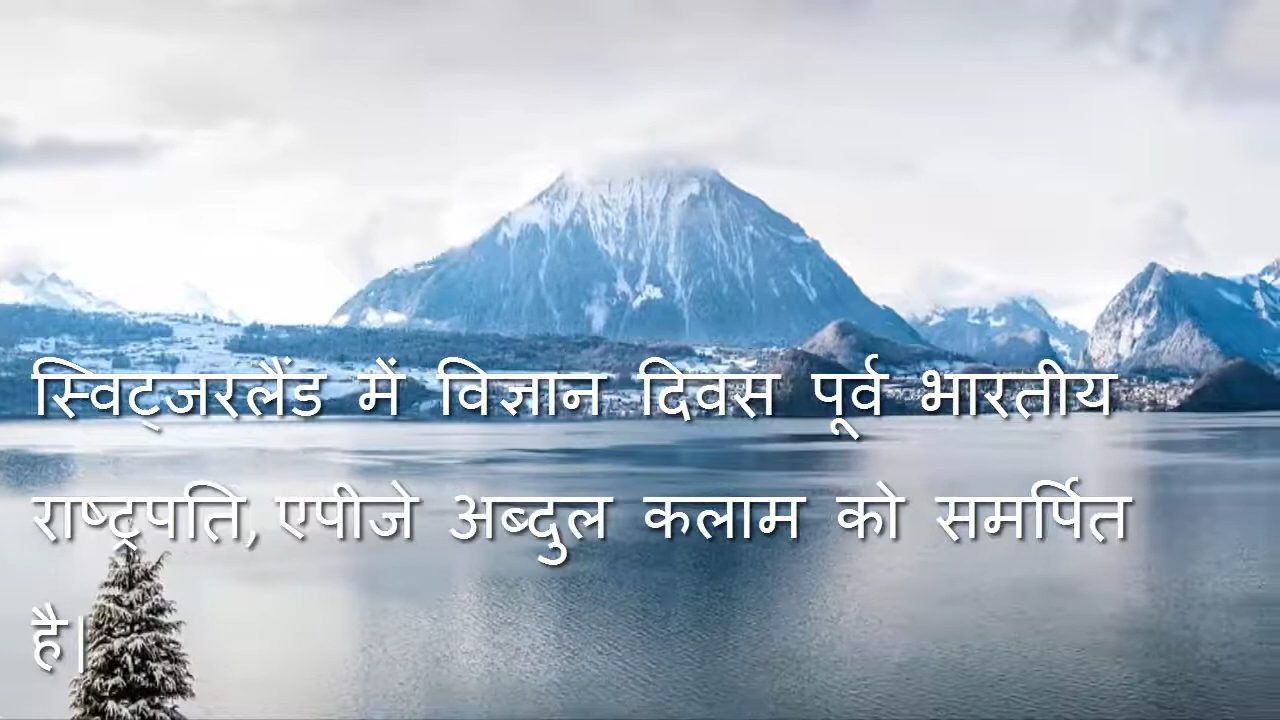 स्विट्जरलैंड में विज्ञान दिवस पूर्व भारतीय
राष्ट्रपति, एपीजे अब्दुल कलाम को समर्पित
है।